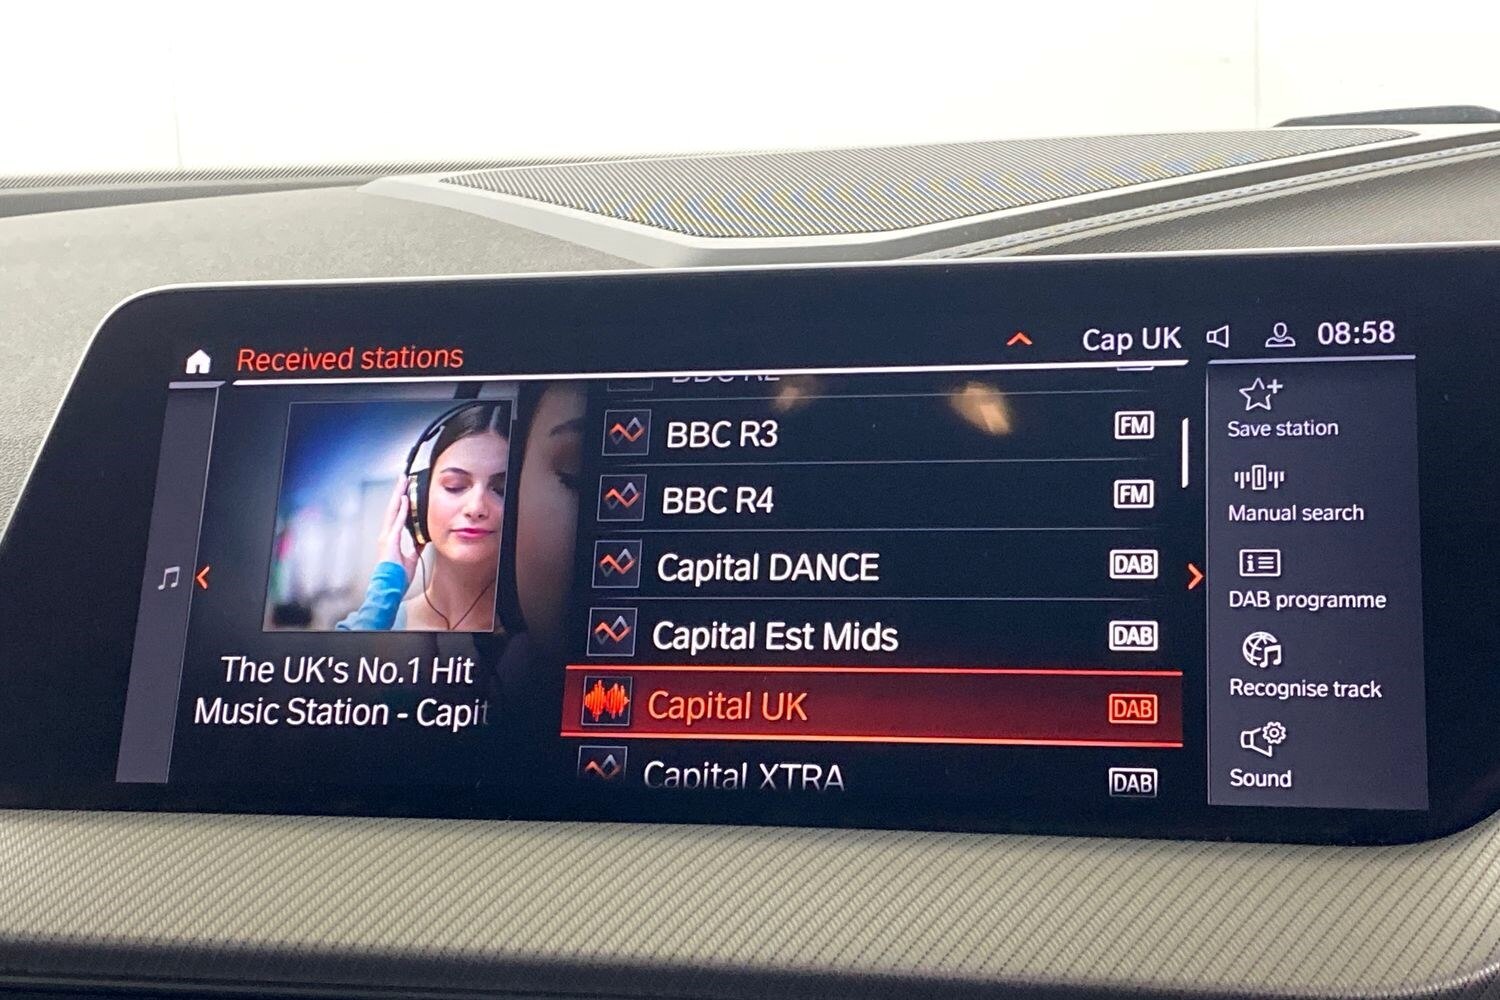 Received stations
Cap UK
08:58
BBC R3 FM
BBC R4 FM
Capital DANCE DAB
Capital Est Mids DAB
Capital UK DAB
Capital XTRA DAB
The UK's No.1 Hit
Music Station - Capit
Save station
Manual search
DAB programme
Recognise track
Sound